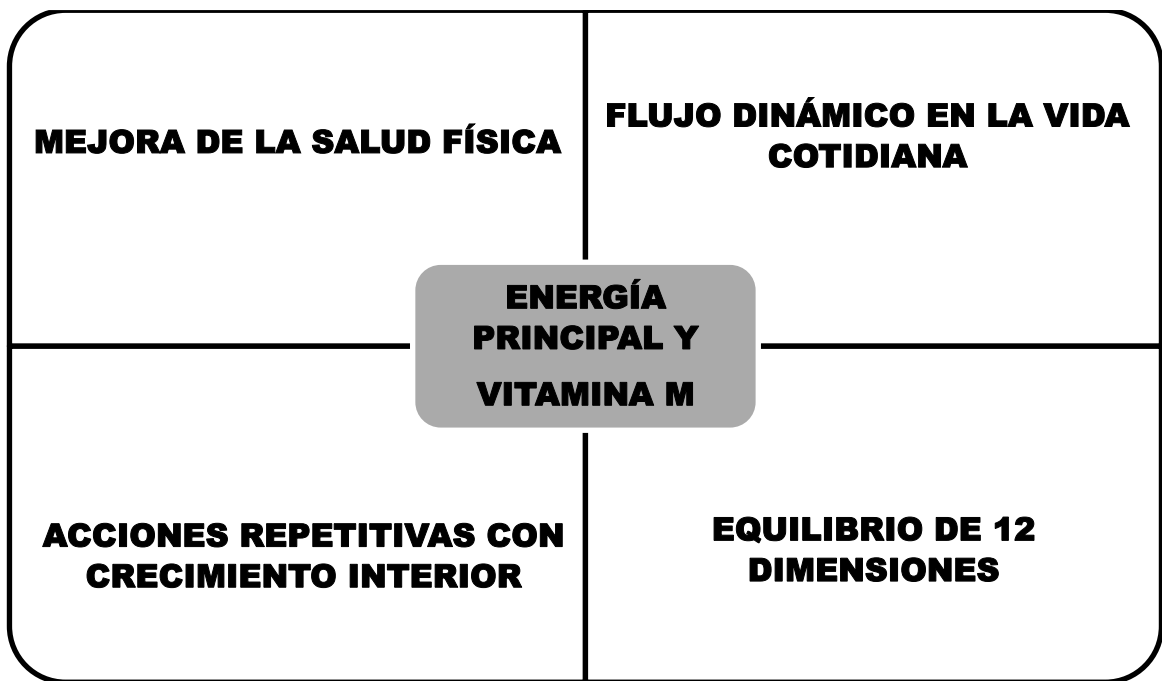 MEJORA DE LA SALUD FÍSICA
FLUJO DINÁMICO EN LA VIDA
COTIDIANA
ENERGÍA
PRINCIPAL Y
VITAMINA M
ACCIONES REPETITIVAS CON
CRECIMIENTO INTERIOR
EQUILIBRIO DE 12
DIMENSIONES